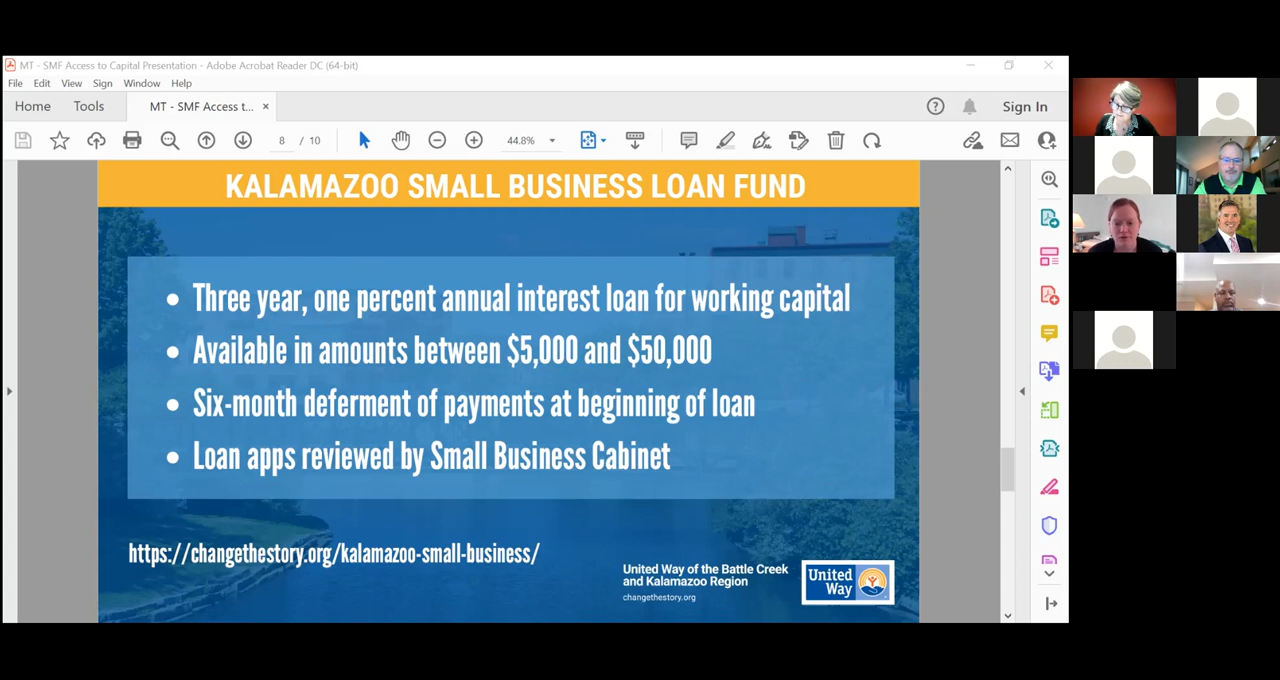 MT - SMF Access to Capital Presentation - Adobe Acrobat Reader DC (64-bit)
File Edit View Sign Window Help
Home Tools MT - SMF Access t... × Sign In
8 / 10 44.8%
KALAMAZOO SMALL BUSINESS LOAN FUND
• Three year, one percent annual interest loan for working capital
• Available in amounts between $5,000 and $50,000
• Six-month deferment of payments at beginning of loan
• Loan apps reviewed by Small Business Cabinet
https://changethestory.org/kalamazoo-small-business/
United Way of the Battle Creek
and Kalamazoo Region
changethestory.org
United
Way